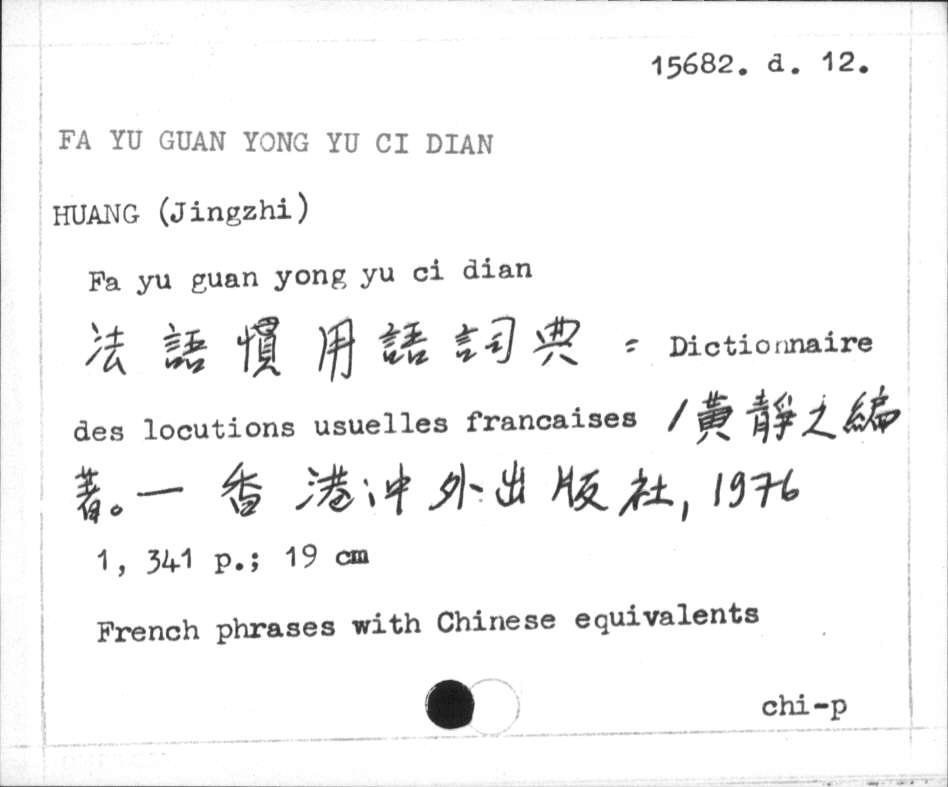 15682. d. 12.
FA YU GUAN YONG YU CI DIAN
HUANG (Jingzhi)
Fa yu guan yong yu ci dian
法語慣用語詞典 = Dictionnaire
des locutions usuelles francaises /黃靜之編
著。— 香港:中外出版社, 1976
1, 341 p.; 19 cm
French phrases with Chinese equivalents
chi-p